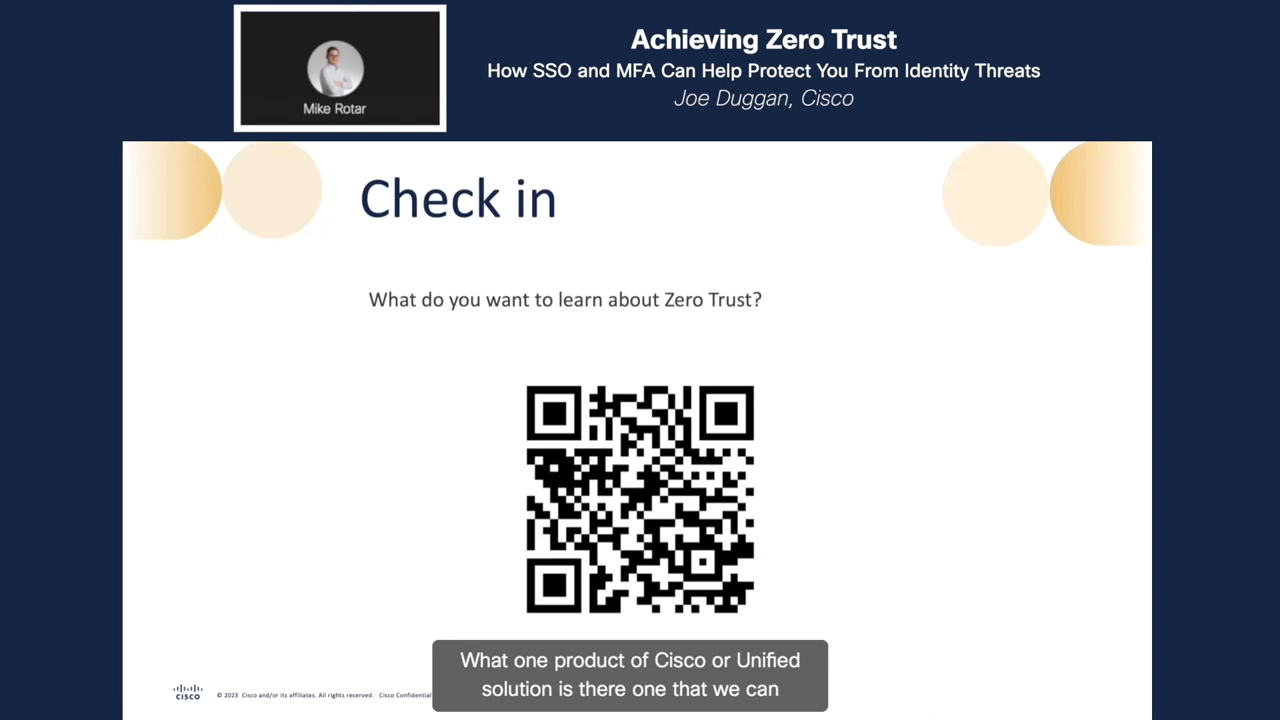 Mike Rotar
Achieving Zero Trust
How SSO and MFA Can Help Protect You From Identity Threats
Joe Duggan, Cisco
Check in
What do you want to learn about Zero Trust?
What one product of Cisco or Unified
solution is there one that we can
CISCO
© 2023 Cisco and/or its affiliates. All rights reserved. Cisco Confidential